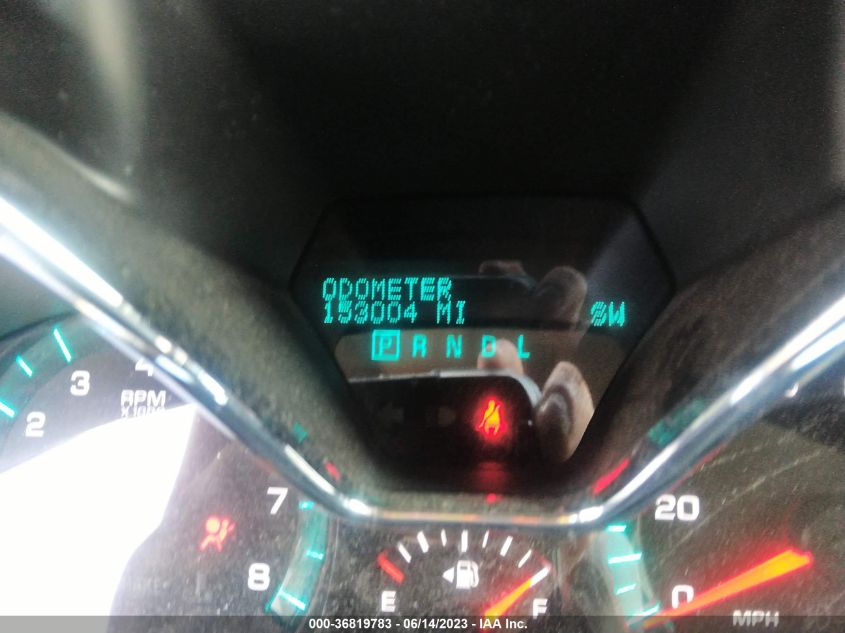 ODOMETER
153004 MI SW
P R N D L
4
3
RPM
2
7
20
8
0
E
F
MPH
000-36819783 - 06/14/2023 - IAA Inc.